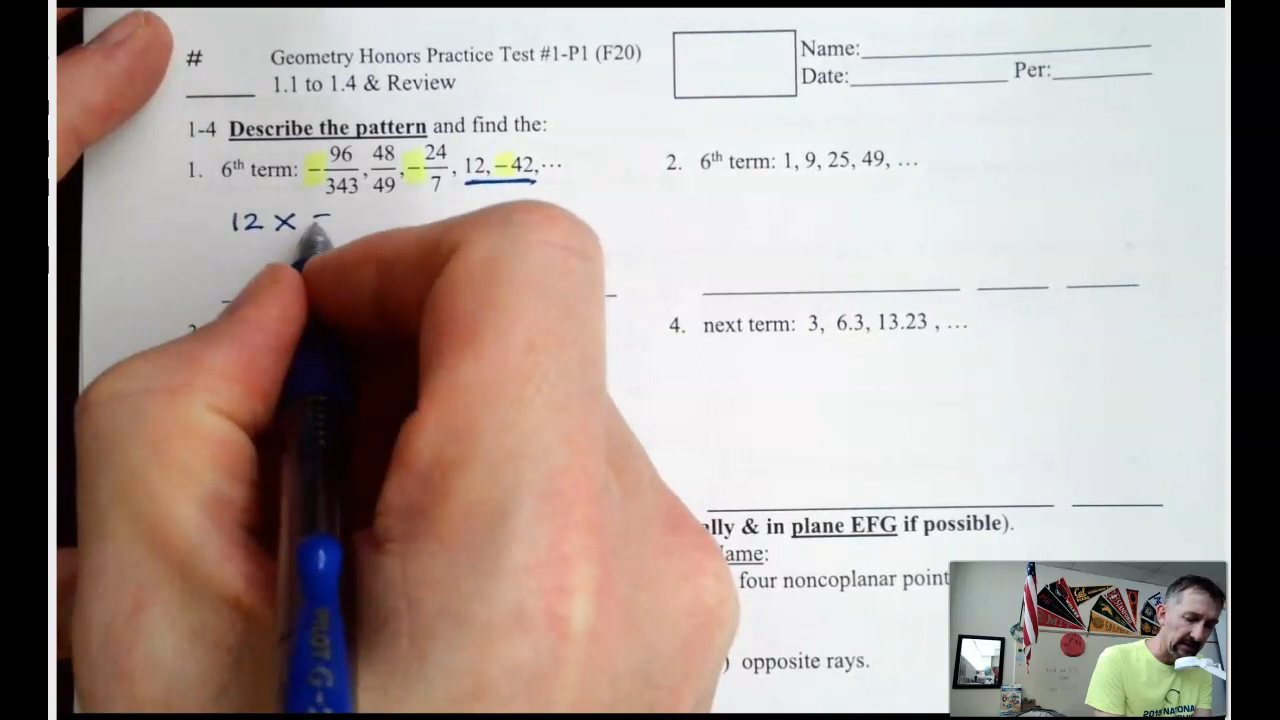 # Geometry Honors Practice Test #1-P1 (F20) Name:
1.1 to 1.4 & Review Date: Per:
1-4 Describe the pattern and find the:
1. 6th term: -96/343, 48/49, -24/7, 12, -42, ⋯
2. 6th term: 1, 9, 25, 49, …
12 ×
4. next term: 3, 6.3, 13.23 , …
& in plane EFG if possible).
four noncoplanar
opposite rays.